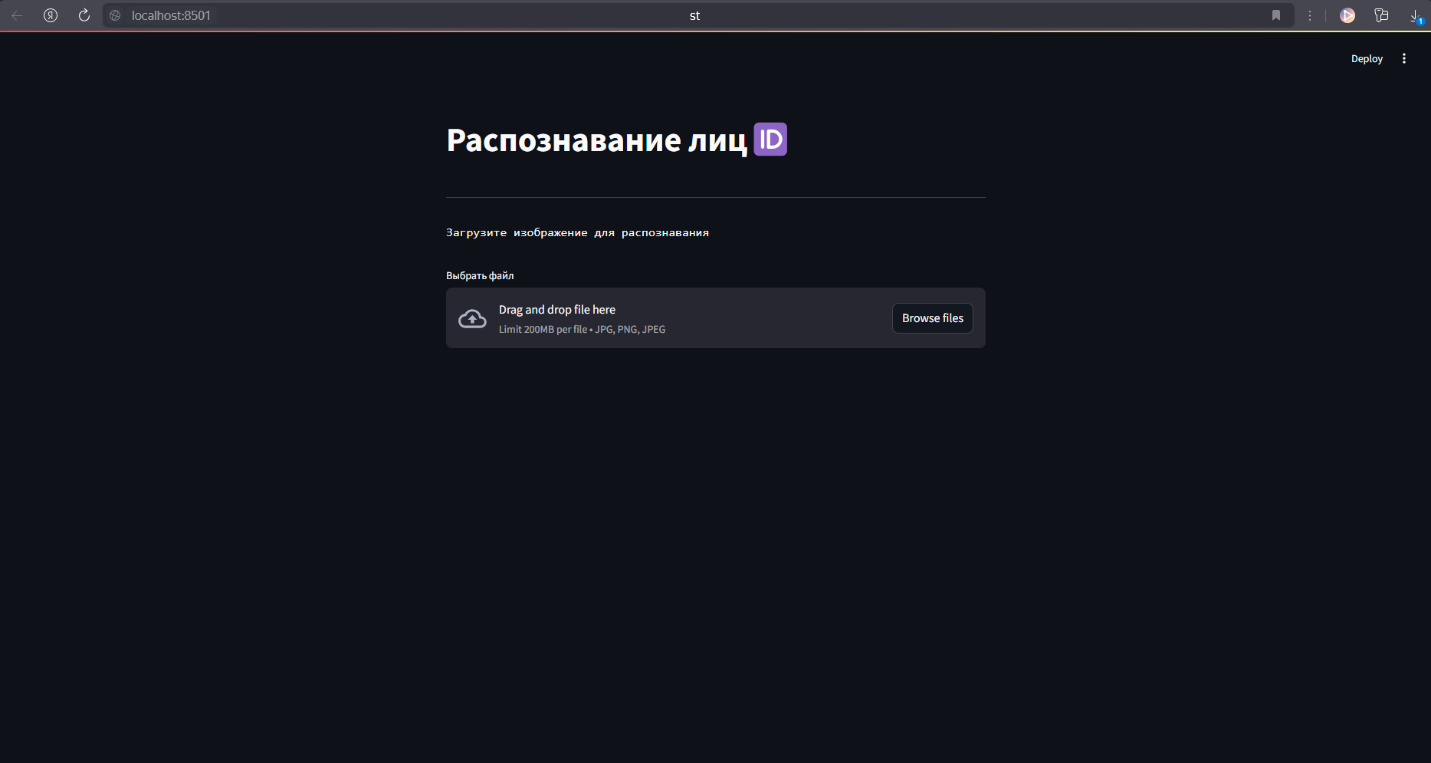 localhost:8501
st
1
Deploy
Распознавание лиц 🆔
Загрузите изображение для распознавания
Выбрать файл
Drag and drop file here
Limit 200MB per file • JPG, PNG, JPEG
Browse files